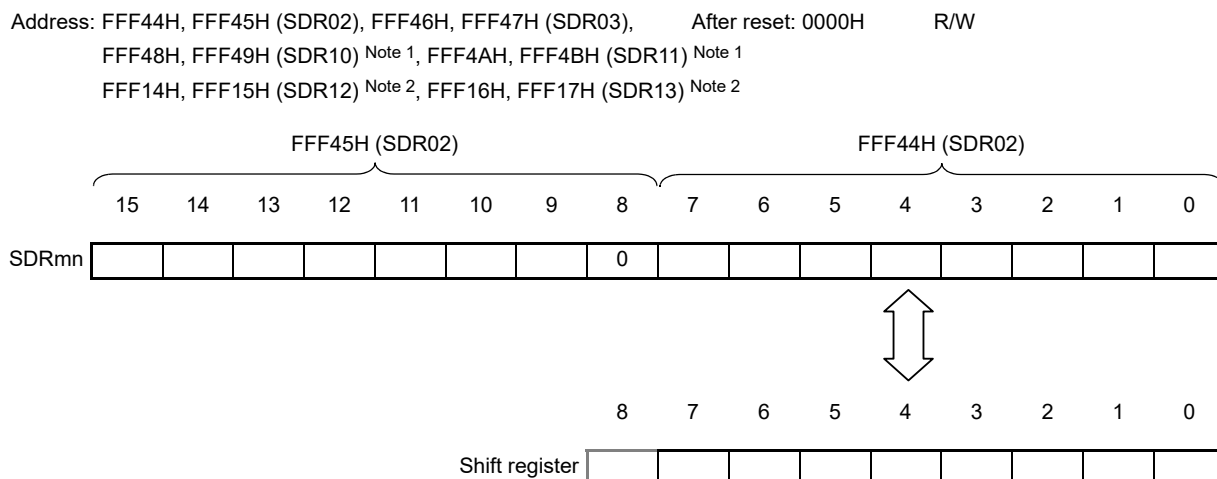 Address: FFF44H, FFF45H (SDR02), FFF46H, FFF47H (SDR03), After reset: 0000H R/W
FFF48H, FFF49H (SDR10) Note 1, FFF4AH, FFF4BH (SDR11) Note 1
FFF14H, FFF15H (SDR12) Note 2, FFF16H, FFF17H (SDR13) Note 2
FFF45H (SDR02) FFF44H (SDR02)
15 14 13 12 11 10 9 8 7 6 5 4 3 2 1 0
SDRmn 0
8 7 6 5 4 3 2 1 0
Shift register